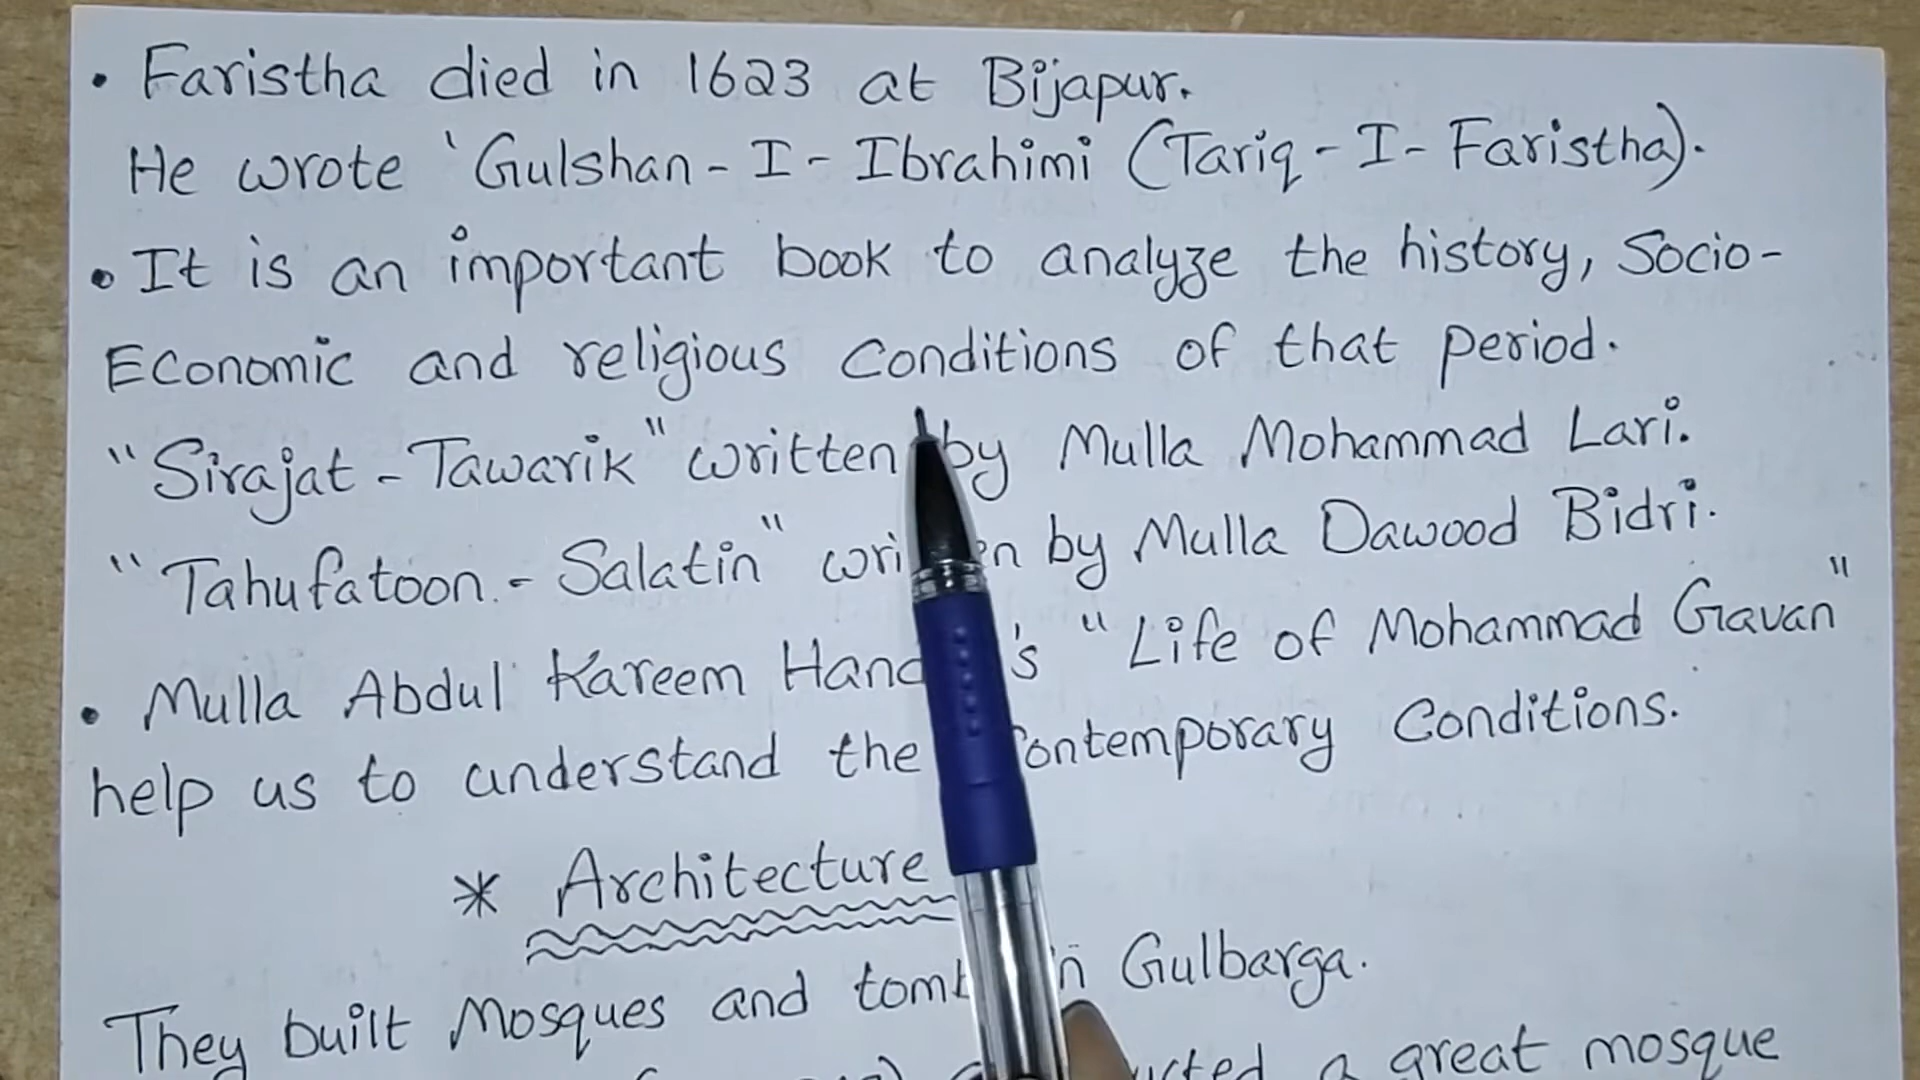 • Faristha died in 1623 at Bijapur.
He wrote 'Gulshan-I-Ibrahimi (Tariq-I-Faristha).
• It is an important book to analyze the history, Socio-
Economic and religious conditions of that period.
"Sirajat-Tawarik" written by Mulla Mohammad Lari.
"Tahufatoon-Salatin" by Mulla Dawood Bidri.
• Mulla Abdul Kareem "Life of Mohammad Gavan"
help us to understand the contemporary Conditions.
* Architecture
They built Mosques and Gulbarga.
a great mosque